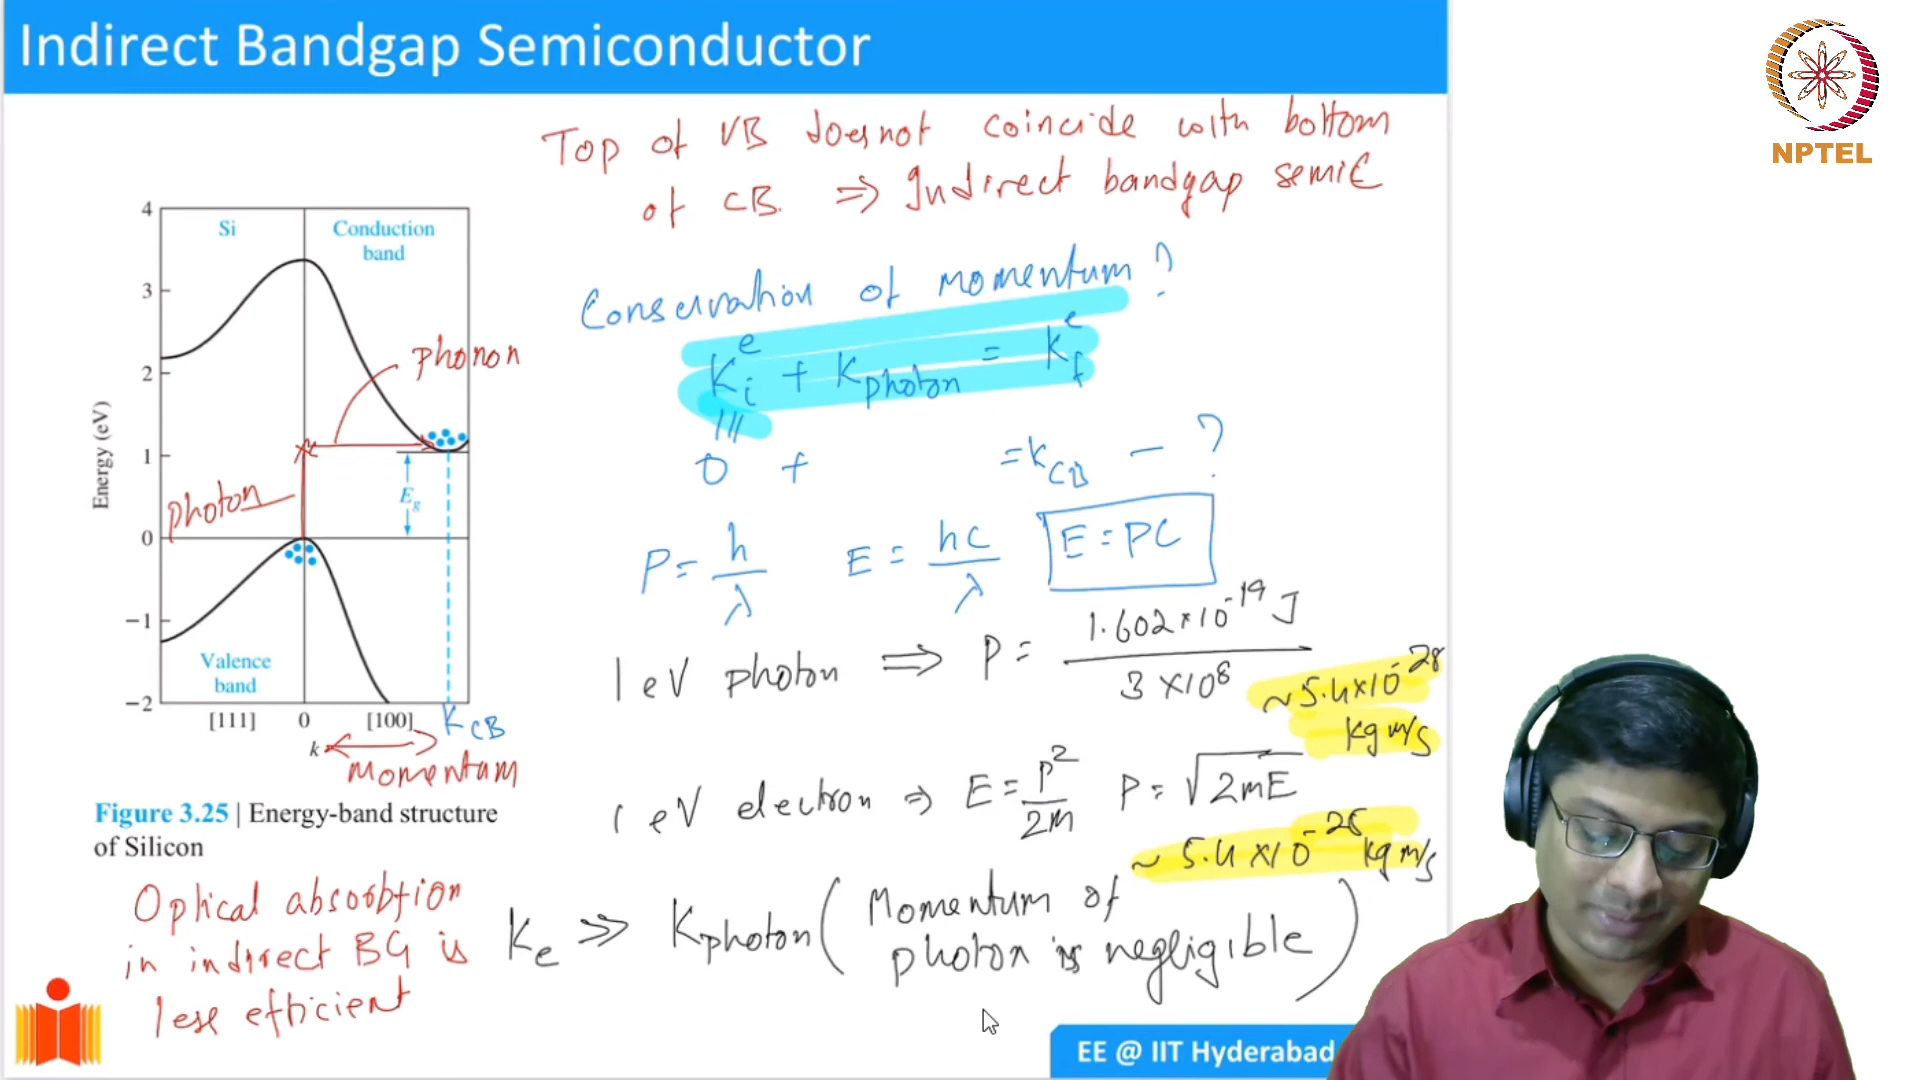 Indirect Bandgap Semiconductor
NPTEL
Top of VB does not coincide with bottom
of CB. ⇒ Indirect bandgap semiC
Conservation of momentum ?
K_i^e + K_photon = K_f^e
0 + = K_CB - ?
P = h/λ E = hc/λ E = PC
1 eV photon ⇒ P = 1.602×10^-19 J / 3×10^8
~ 5.4×10^-28
kg m/s
1 eV electron ⇒ E = P^2/2m P = √2mE
~ 5.4×10^-25 kg m/s
K_e >> K_photon ( Momentum of
photon is negligible )
4
Si
Conduction
band
3
phonon
2
Energy (eV)
1
photon
E_g
0
-1
Valence
band
-2
[111] 0 [100] K_CB
k
Momentum
Figure 3.25 | Energy-band structure
of Silicon
Optical absorbtion
in indirect BG is
less efficient
EE @ IIT Hyderabad